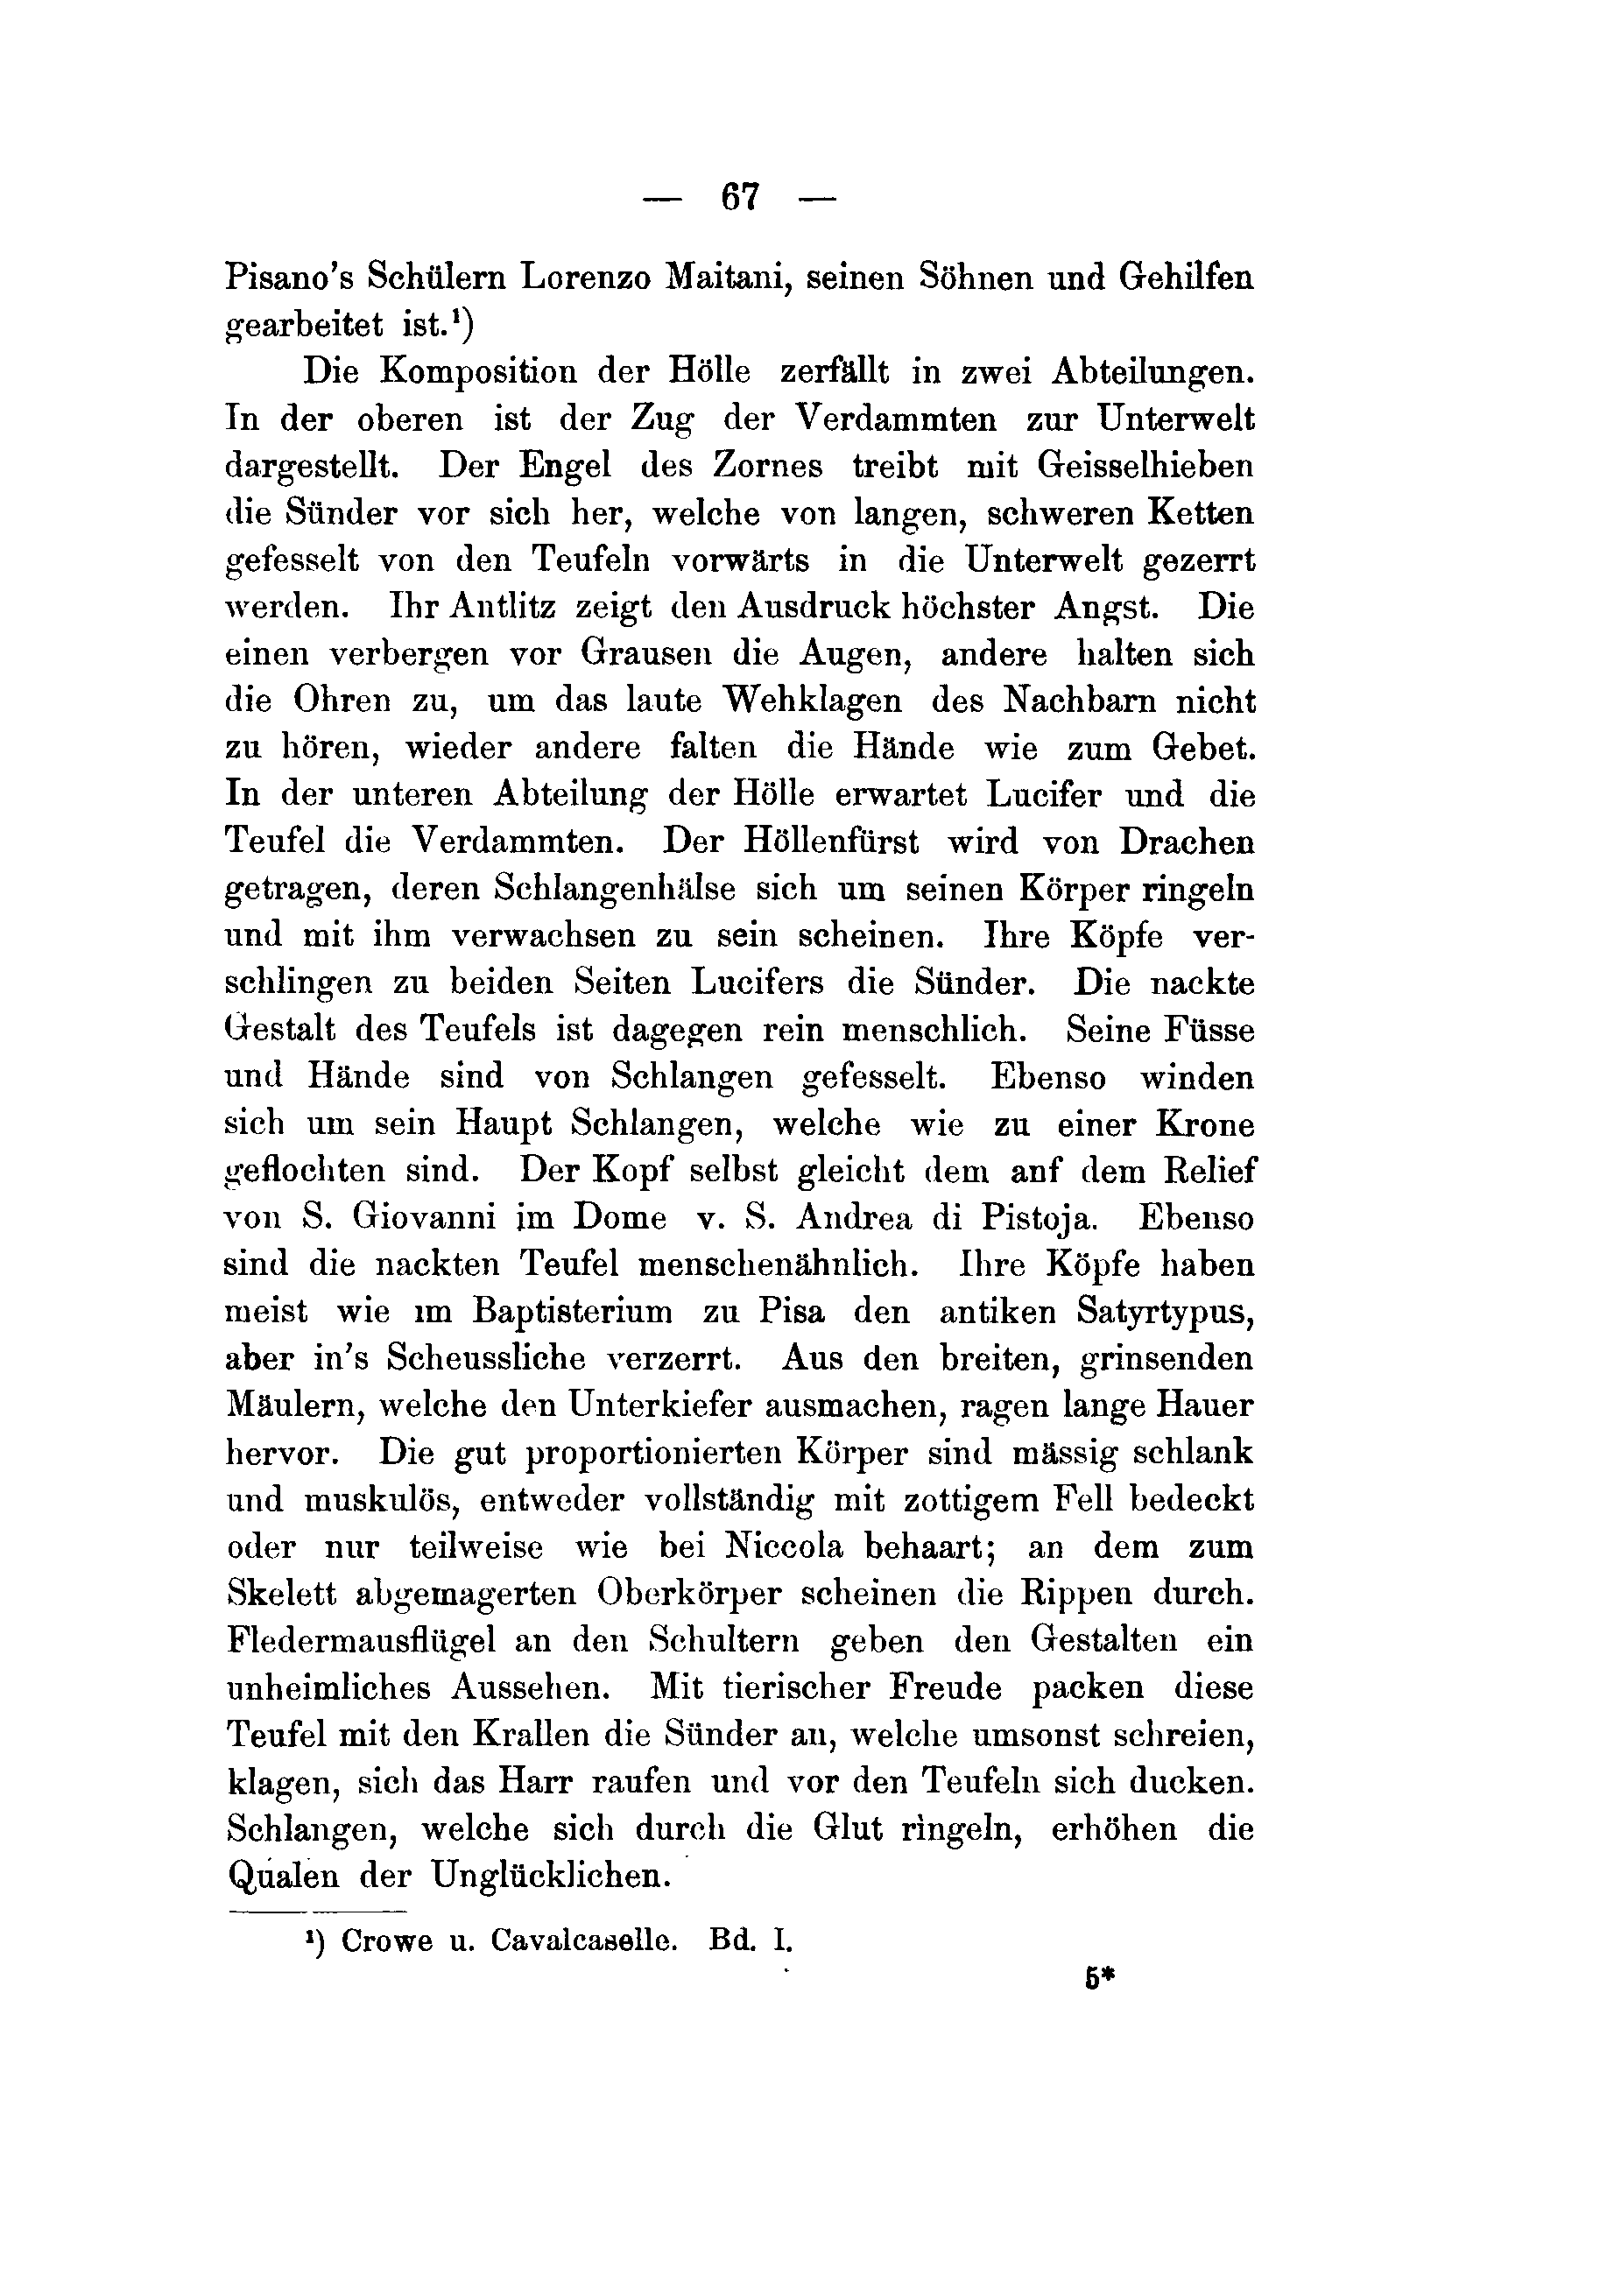 — 67 —
Pisano's Schülern Lorenzo Maitani, seinen Söhnen und Gehilfen
gearbeitet ist.¹)
Die Komposition der Hölle zerfällt in zwei Abteilungen.
In der oberen ist der Zug der Verdammten zur Unterwelt
dargestellt. Der Engel des Zornes treibt mit Geisselhieben
die Sünder vor sich her, welche von langen, schweren Ketten
gefesselt von den Teufeln vorwärts in die Unterwelt gezerrt
werden. Ihr Antlitz zeigt den Ausdruck höchster Angst. Die
einen verbergen vor Grausen die Augen, andere halten sich
die Ohren zu, um das laute Wehklagen des Nachbarn nicht
zu hören, wieder andere falten die Hände wie zum Gebet.
In der unteren Abteilung der Hölle erwartet Lucifer und die
Teufel die Verdammten. Der Höllenfürst wird von Drachen
getragen, deren Schlangenhälse sich um seinen Körper ringeln
und mit ihm verwachsen zu sein scheinen. Ihre Köpfe ver-
schlingen zu beiden Seiten Lucifers die Sünder. Die nackte
Gestalt des Teufels ist dagegen rein menschlich. Seine Füsse
und Hände sind von Schlangen gefesselt. Ebenso winden
sich um sein Haupt Schlangen, welche wie zu einer Krone
geflochten sind. Der Kopf selbst gleicht dem anf dem Relief
von S. Giovanni im Dome v. S. Andrea di Pistoja. Ebenso
sind die nackten Teufel menschenähnlich. Ihre Köpfe haben
meist wie im Baptisterium zu Pisa den antiken Satyrtypus,
aber in's Scheussliche verzerrt. Aus den breiten, grinsenden
Mäulern, welche den Unterkiefer ausmachen, ragen lange Hauer
hervor. Die gut proportionierten Körper sind mässig schlank
und muskulös, entweder vollständig mit zottigem Fell bedeckt
oder nur teilweise wie bei Niccola behaart; an dem zum
Skelett abgemagerten Oberkörper scheinen die Rippen durch.
Fledermausflügel an den Schultern geben den Gestalten ein
unheimliches Aussehen. Mit tierischer Freude packen diese
Teufel mit den Krallen die Sünder an, welche umsonst schreien,
klagen, sich das Harr raufen und vor den Teufeln sich ducken.
Schlangen, welche sich durch die Glut ringeln, erhöhen die
Qualen der Unglücklichen.
¹) Crowe u. Cavalcaselle. Bd. I.
5*